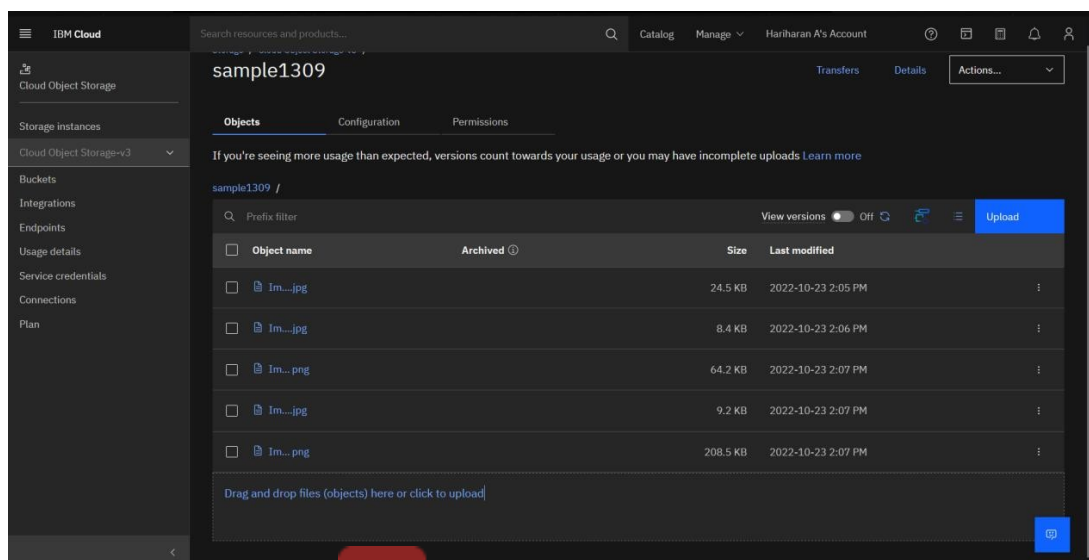 IBM Cloud
Search resources and products...
Catalog
Manage
Hariharan A's Account
Cloud Object Storage
Storage instances
Cloud Object Storage-v3
Buckets
Integrations
Endpoints
Usage details
Service credentials
Connections
Plan
sample1309
Transfers
Details
Actions...
Objects
Configuration
Permissions
If you're seeing more usage than expected, versions count towards your usage or you may have incomplete uploads Learn more
sample1309 /
Prefix filter
View versions Off
Upload
Object name Archived Size Last modified
Im....jpg 24.5 KB 2022-10-23 2:05 PM
Im....jpg 8.4 KB 2022-10-23 2:06 PM
Im... png 64.2 KB 2022-10-23 2:07 PM
Im....jpg 9.2 KB 2022-10-23 2:07 PM
Im... png 208.5 KB 2022-10-23 2:07 PM
Drag and drop files (objects) here or click to upload